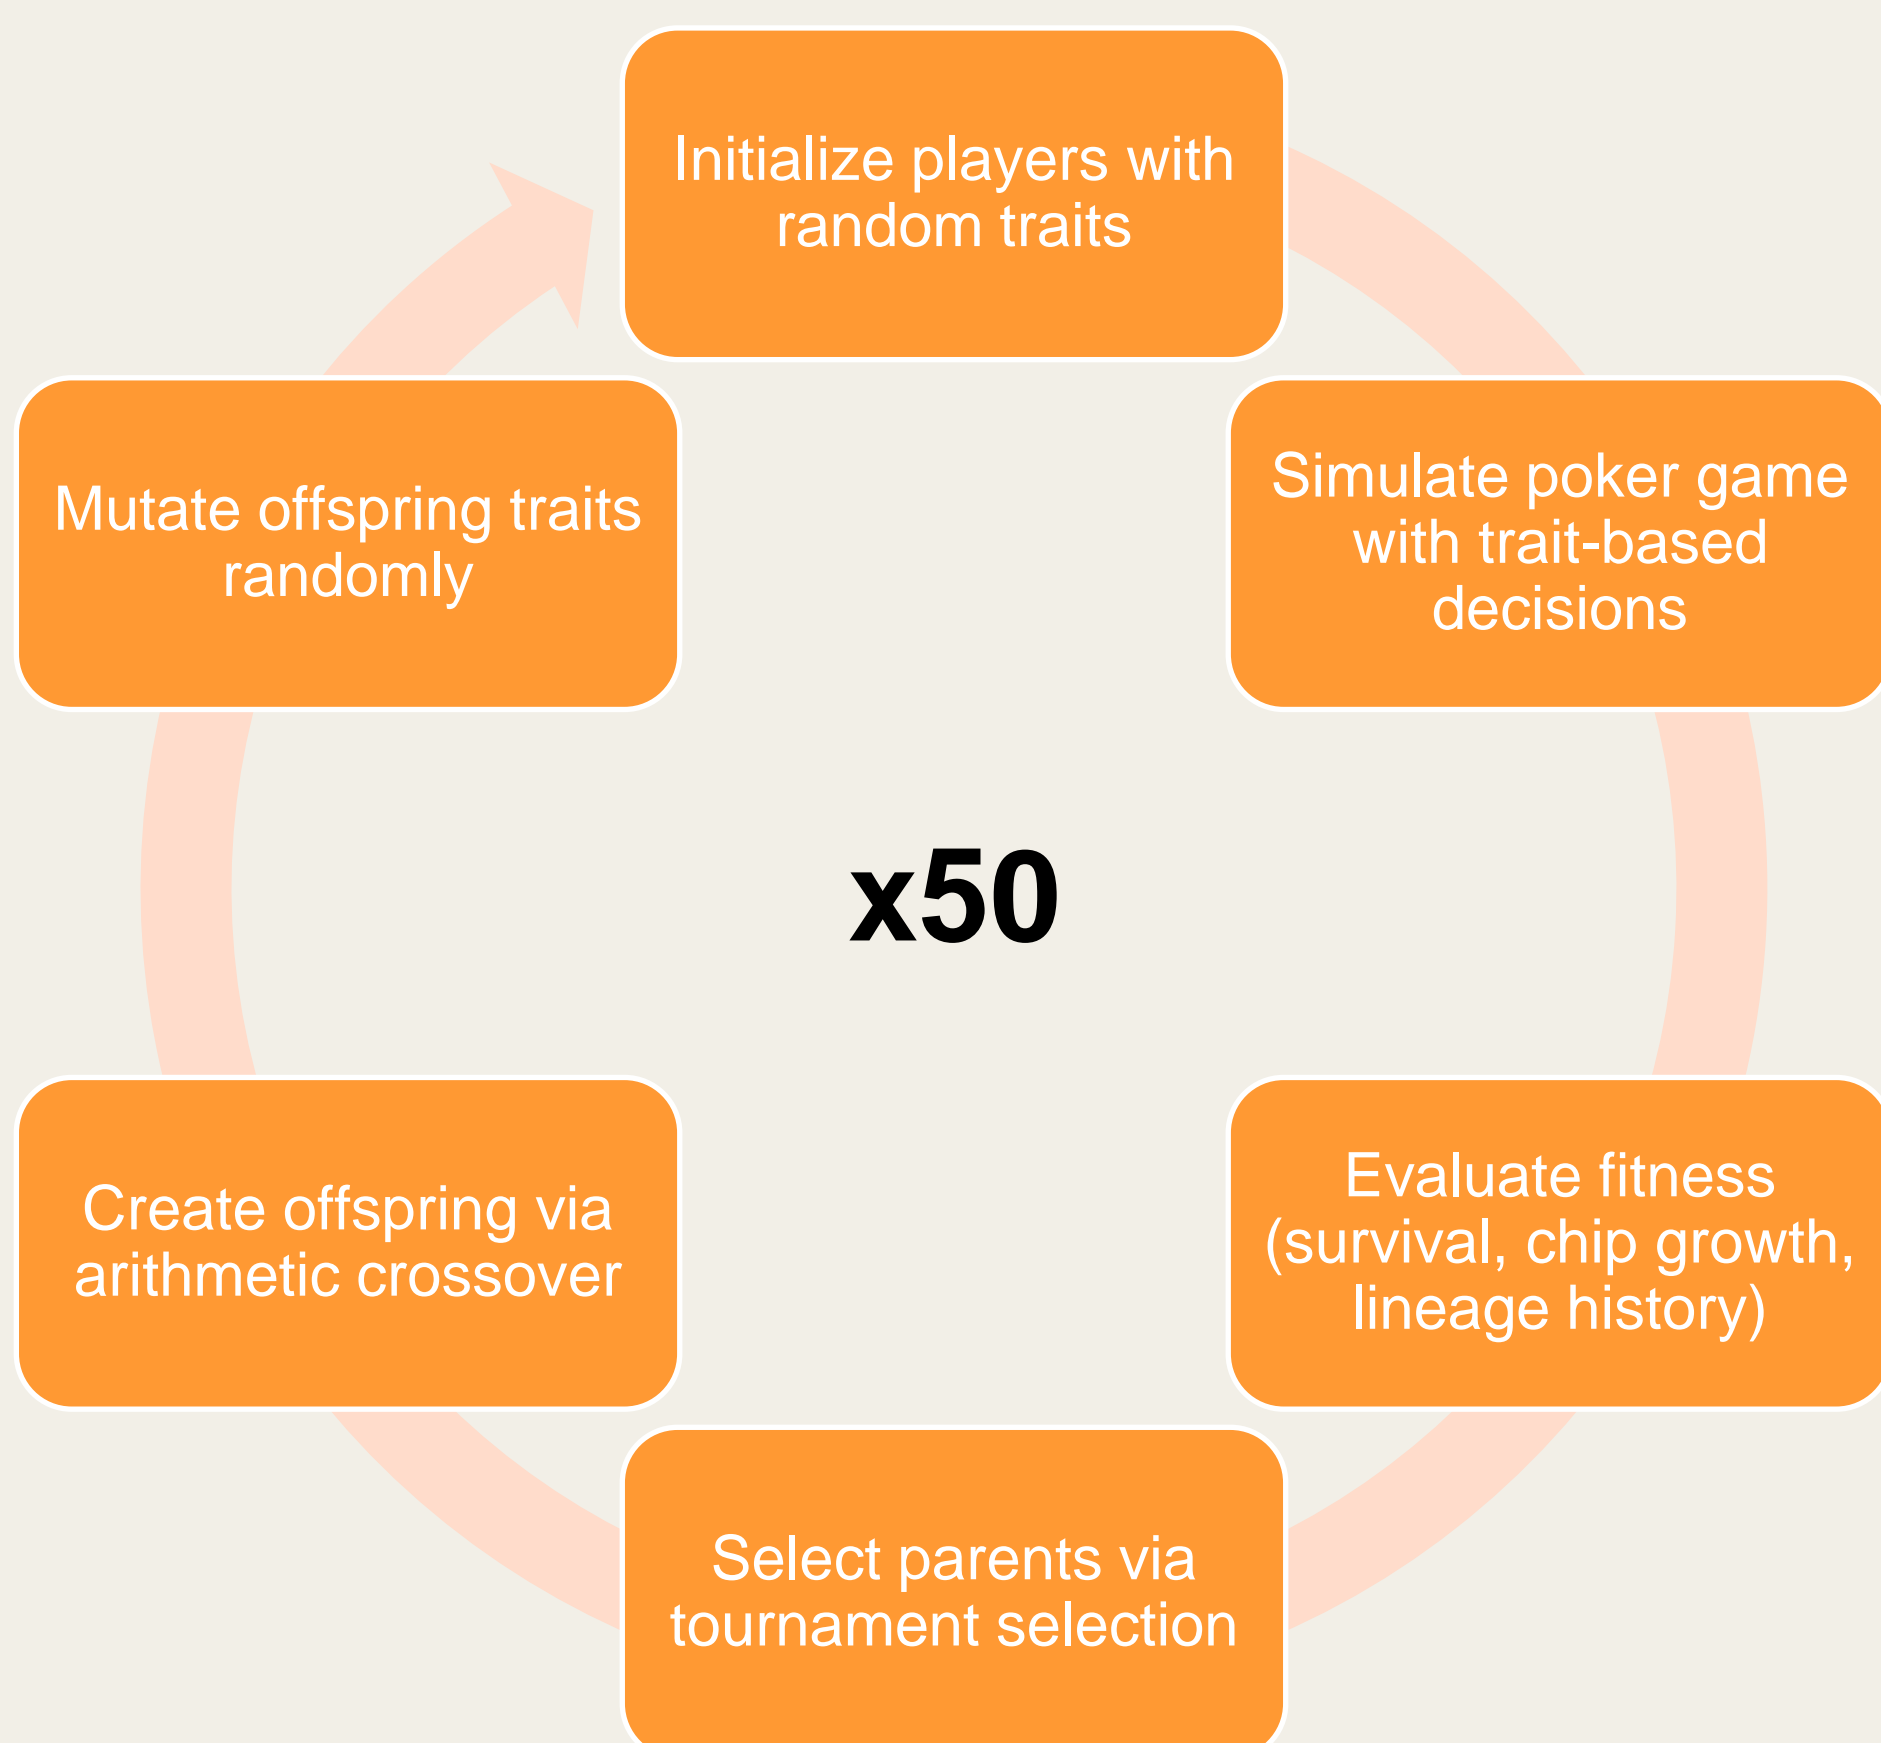 Initialize players with
random traits
Simulate poker game
with trait-based
decisions
Evaluate fitness
(survival, chip growth,
lineage history)
Select parents via
tournament selection
Create offspring via
arithmetic crossover
Mutate offspring traits
randomly
x50